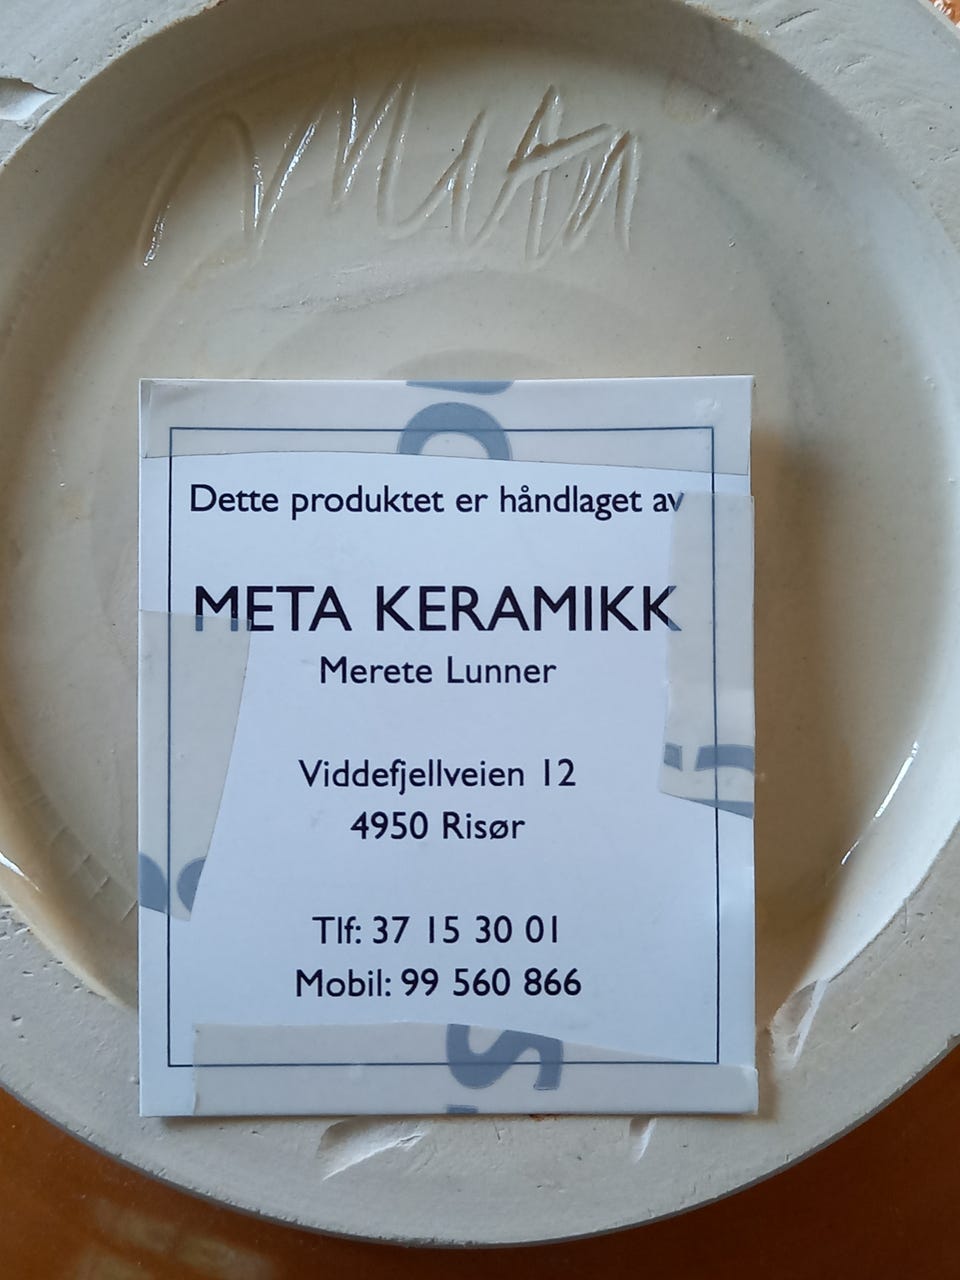 Dette produktet er håndlaget av
META KERAMIKK
Merete Lunner
Viddefjellveien 12
4950 Risør
Tlf: 37 15 30 01
Mobil: 99 560 866